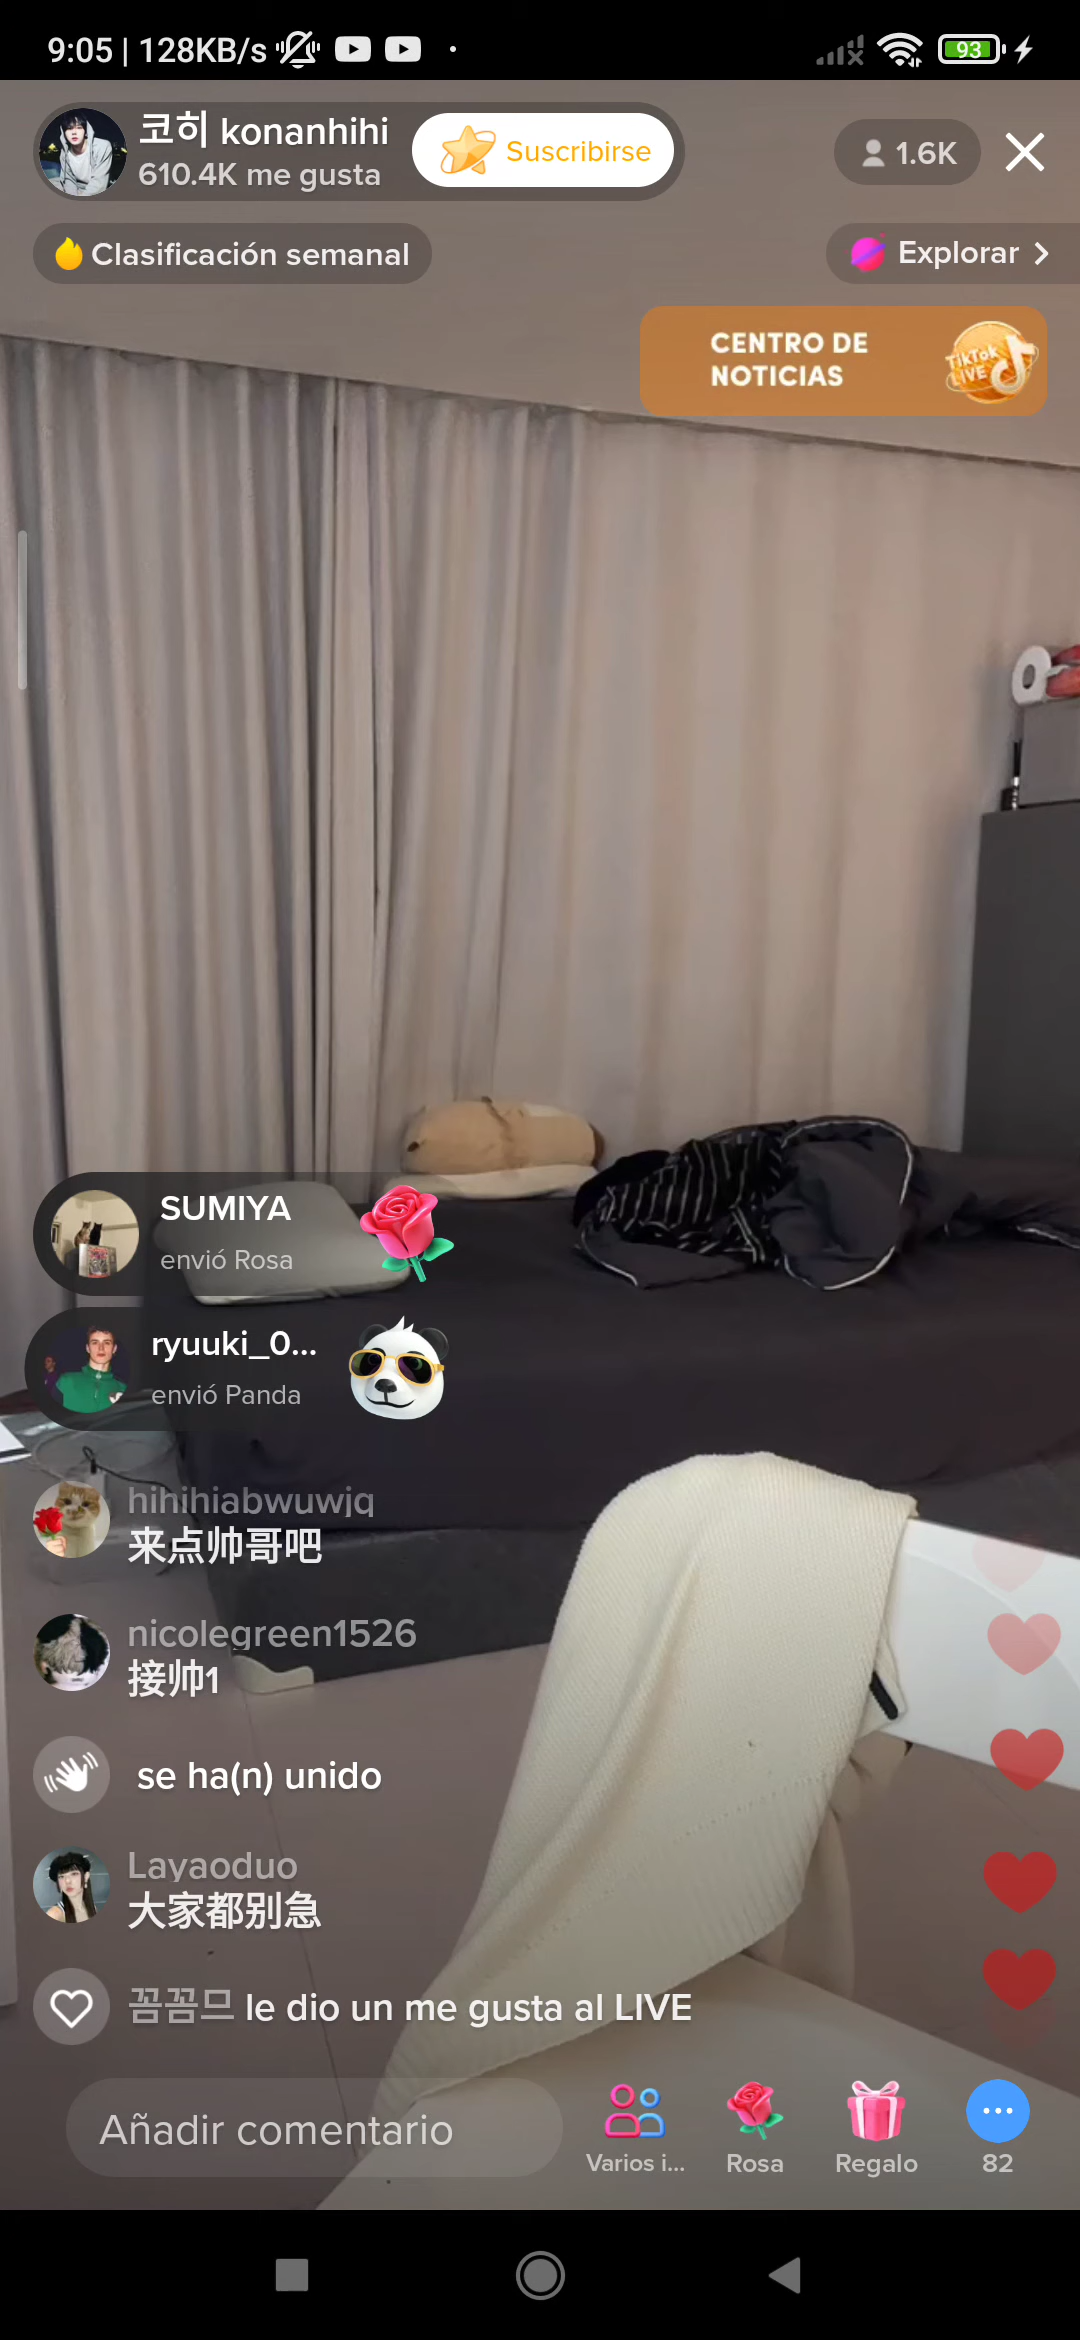 9:05 | 128KB/s
93
코히 konanhihi
610.4K me gusta
Suscribirse
1.6K
Clasificación semanal
Explorar
CENTRO DE
NOTICIAS
TikTok
LIVE
SUMIYA
envió Rosa
ryuuki_0...
envió Panda
hihihiabwuwjq
来点帅哥吧
nicolegreen1526
接帅1
se ha(n) unido
Layaoduo
大家都别急
꼼꼼므 le dio un me gusta al LIVE
Añadir comentario
Varios i...
Rosa
Regalo
82